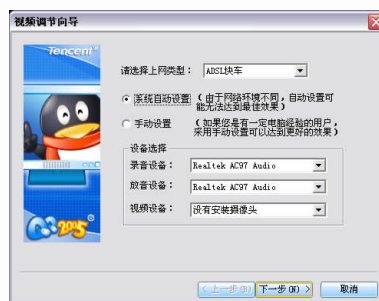 视频调节向导
Tencent
请选择上网类型： ADSL快车
系统自动设置 （由于网络环境不同，自动设置可
能无法达到最佳效果）
手动设置 （如果您是有一定电脑经验的用户，
采用手动设置可以达到更好的效果）
设备选择
录音设备： Realtek AC97 Audio
放音设备： Realtek AC97 Audio
视频设备： 没有安装摄像头
2005
<上一步(P) 下一步(N) > 取消